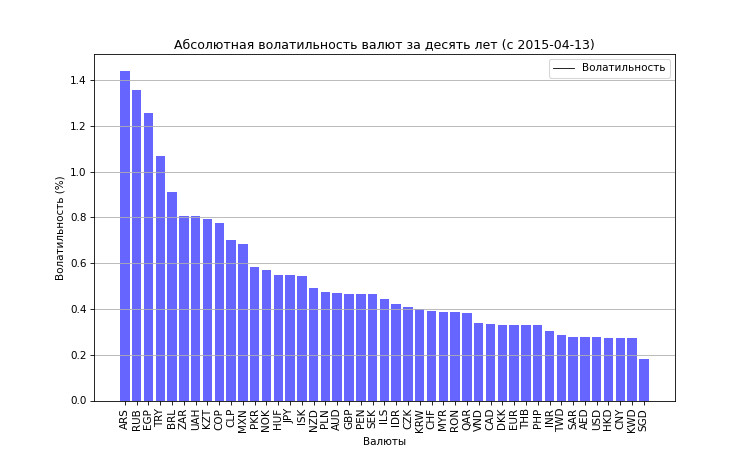 Абсолютная волатильность валют за десять лет (с 2015-04-13)
Волатильность
1.4
1.2
1.0
0.8
0.6
0.4
0.2
0.0
Волатильность (%)
ARS RUB EGP TRY BRL ZAR UAH KZT COP CLP MXN PKR NOK HUF JPY ISK NZD PLN AUD GBP PEN SEK ILS IDR CZK KRW CHF MYR RON QAR VND CAD DKK EUR THB PHP INR TWD SAR AED USD HKD CNY KWD SGD
Валюты